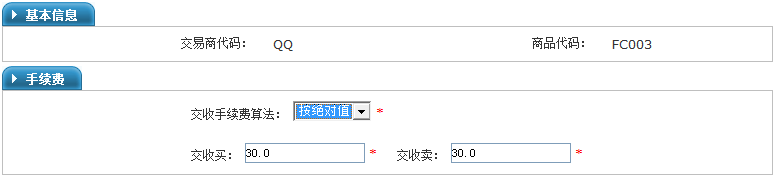 基本信息
交易商代码： QQ 商品代码： FC003
手续费
交收手续费算法： 按绝对值 *
交收买： 30.0 * 交收卖： 30.0 *